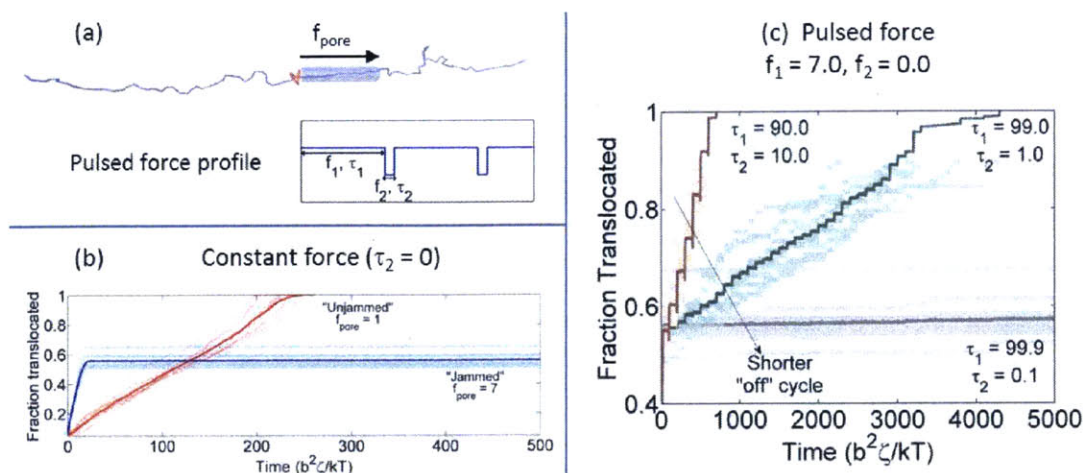 (a)
f_pore
Pulsed force profile
f_1, τ_1
f_2, τ_2
(b) Constant force (τ_2 = 0)
Fraction translocated
1
0.8
0.6
0.4
0.2
"Unjammed"
f_pore = 1
"Jammed"
f_pore = 7
0 100 200 300 400 500
Time (b²ζ/kT)
(c) Pulsed force
f_1 = 7.0, f_2 = 0.0
Fraction Translocated
1
0.8
0.6
0.4
τ_1 = 90.0
τ_2 = 10.0
τ_1 = 99.0
τ_2 = 1.0
Shorter
"off" cycle
τ_1 = 99.9
τ_2 = 0.1
0 1000 2000 3000 4000 5000
Time (b²ζ/kT)